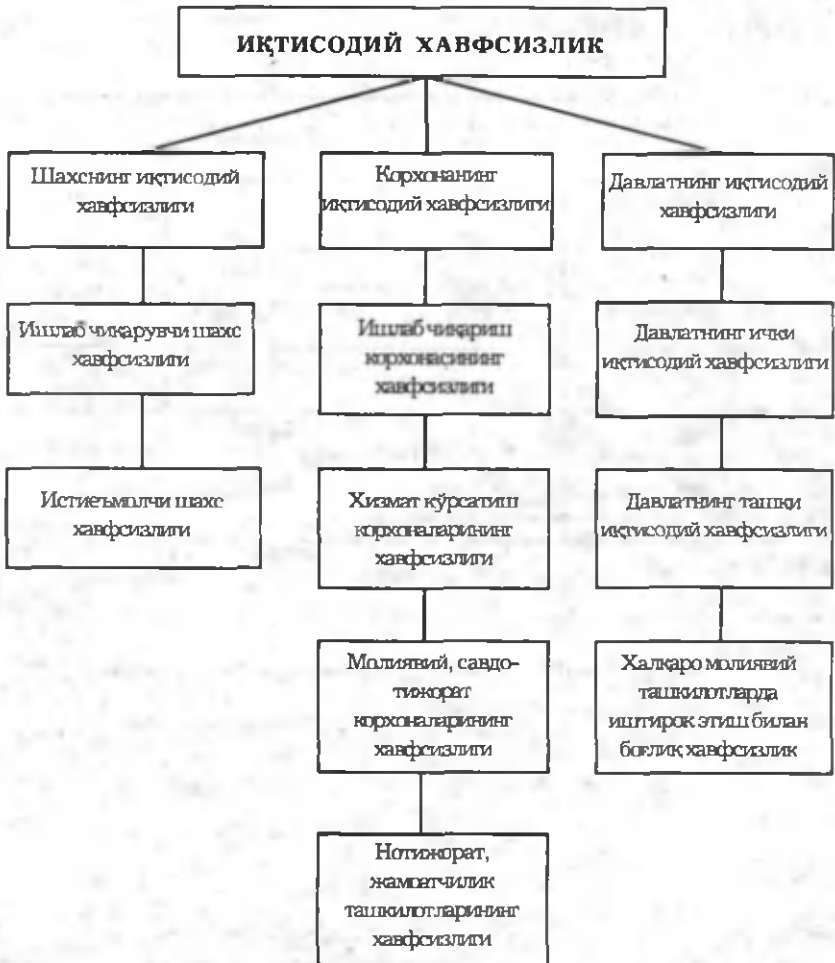 ИҚТИСОДИЙ ХАВФСИЗЛИК
Шахснинг иқтисодий
хавфсизлиги
Корхонанинг
иқтисодий хавфсизлиги
Давлатнинг иқтисодий
хавфсизлиги
Ишлаб чиқарувчи шахс
хавфсизлиги
Ишлаб чиқариш
корхонасининг
хавфсизлиги
Давлатнинг ички
иқтисодий хавфсизлиги
Истиеъмолчи шахс
хавфсизлиги
Хизмат кўрсатиш
корхоналарининг
хавфсизлиги
Давлатнинг ташқи
иқтисодий хавфсизлиги
Молиявий, савдо-
тижорат
корхоналарининг
хавфсизлиги
Халқаро молиявий
ташкилотларда
иштирок этиш билан
боғлиқ хавфсизлик
Нотижорат,
жамоатчилик
ташкилотларининг
хавфсизлиги